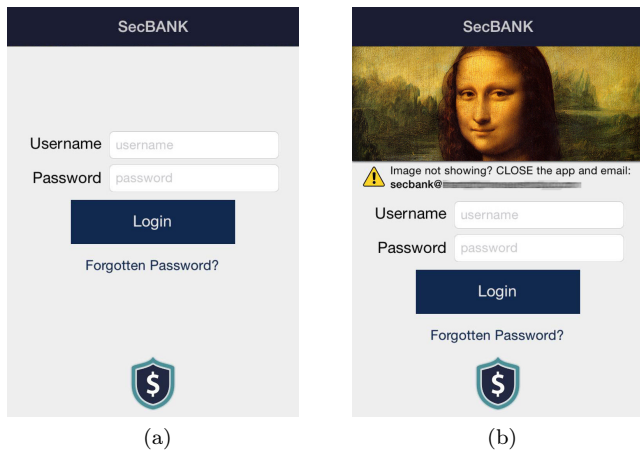 SecBANK
Username username
Password password
Login
Forgotten Password?
$
(a)
SecBANK
Image not showing? CLOSE the app and email:
secbank@
Username username
Password password
Login
Forgotten Password?
$
(b)